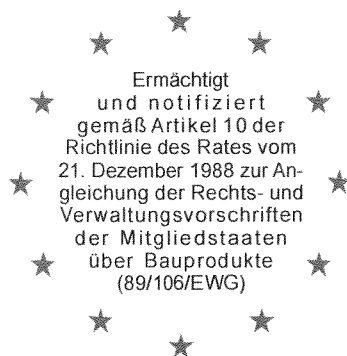 Ermächtigt
und notifiziert
gemäß Artikel 10 der
Richtlinie des Rates vom
21. Dezember 1988 zur An-
gleichung der Rechts- und
Verwaltungsvorschriften
der Mitgliedstaaten
über Bauprodukte
(89/106/EWG)